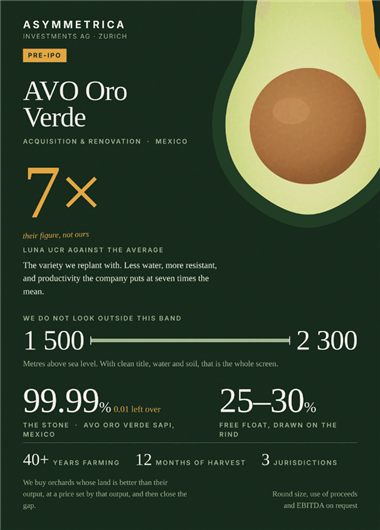 ASYMMETRICA
INVESTMENTS AG · ZURICH
PRE-IPO
AVO Oro
Verde
ACQUISITION & RENOVATION · MEXICO
7×
their figure, not ours
LUNA UCR AGAINST THE AVERAGE
The variety we replant with. Less water, more resistant,
and productivity the company puts at seven times the
mean.
WE DO NOT LOOK OUTSIDE THIS BAND
1 500 2 300
Metres above sea level. With clean title, water and soil, that is the whole screen.
99.99% 0.01 left over
THE STONE · AVO ORO VERDE SAPI,
MEXICO
25–30%
FREE FLOAT, DRAWN ON THE
RIND
40+ YEARS FARMING 12 MONTHS OF HARVEST 3 JURISDICTIONS
We buy orchards whose land is better than their
output, at a price set by that output, and then close the
gap.
Round size, use of proceeds
and EBITDA on request